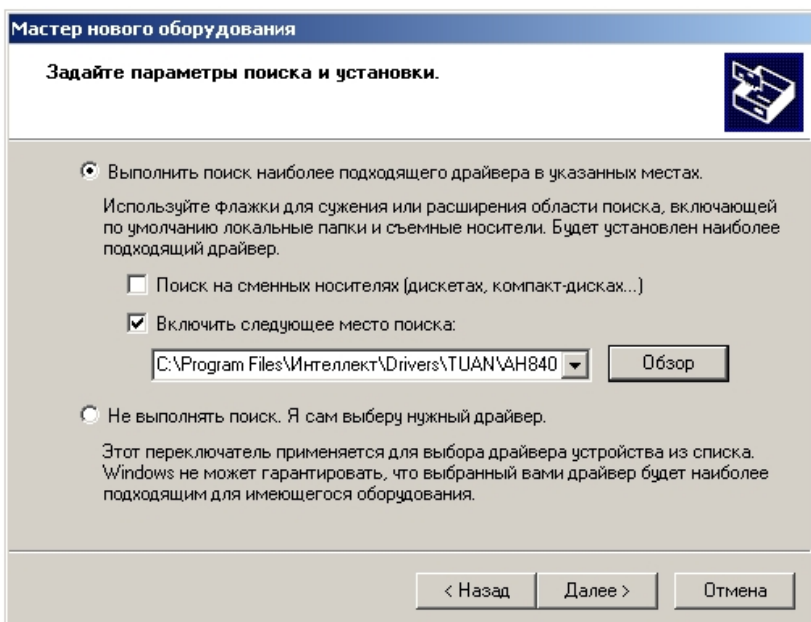 Мастер нового оборудования
Задайте параметры поиска и установки.
Выполнить поиск наиболее подходящего драйвера в указанных местах.
Используйте флажки для сужения или расширения области поиска, включающей
по умолчанию локальные папки и съемные носители. Будет установлен наиболее
подходящий драйвер.
Поиск на сменных носителях (дискетах, компакт-дисках...)
Включить следующее место поиска:
C:\Program Files\Интеллект\Drivers\TUAN\AH840
Обзор
Не выполнять поиск. Я сам выберу нужный драйвер.
Этот переключатель применяется для выбора драйвера устройства из списка.
Windows не может гарантировать, что выбранный вами драйвер будет наиболее
подходящим для имеющегося оборудования.
< Назад Далее > Отмена